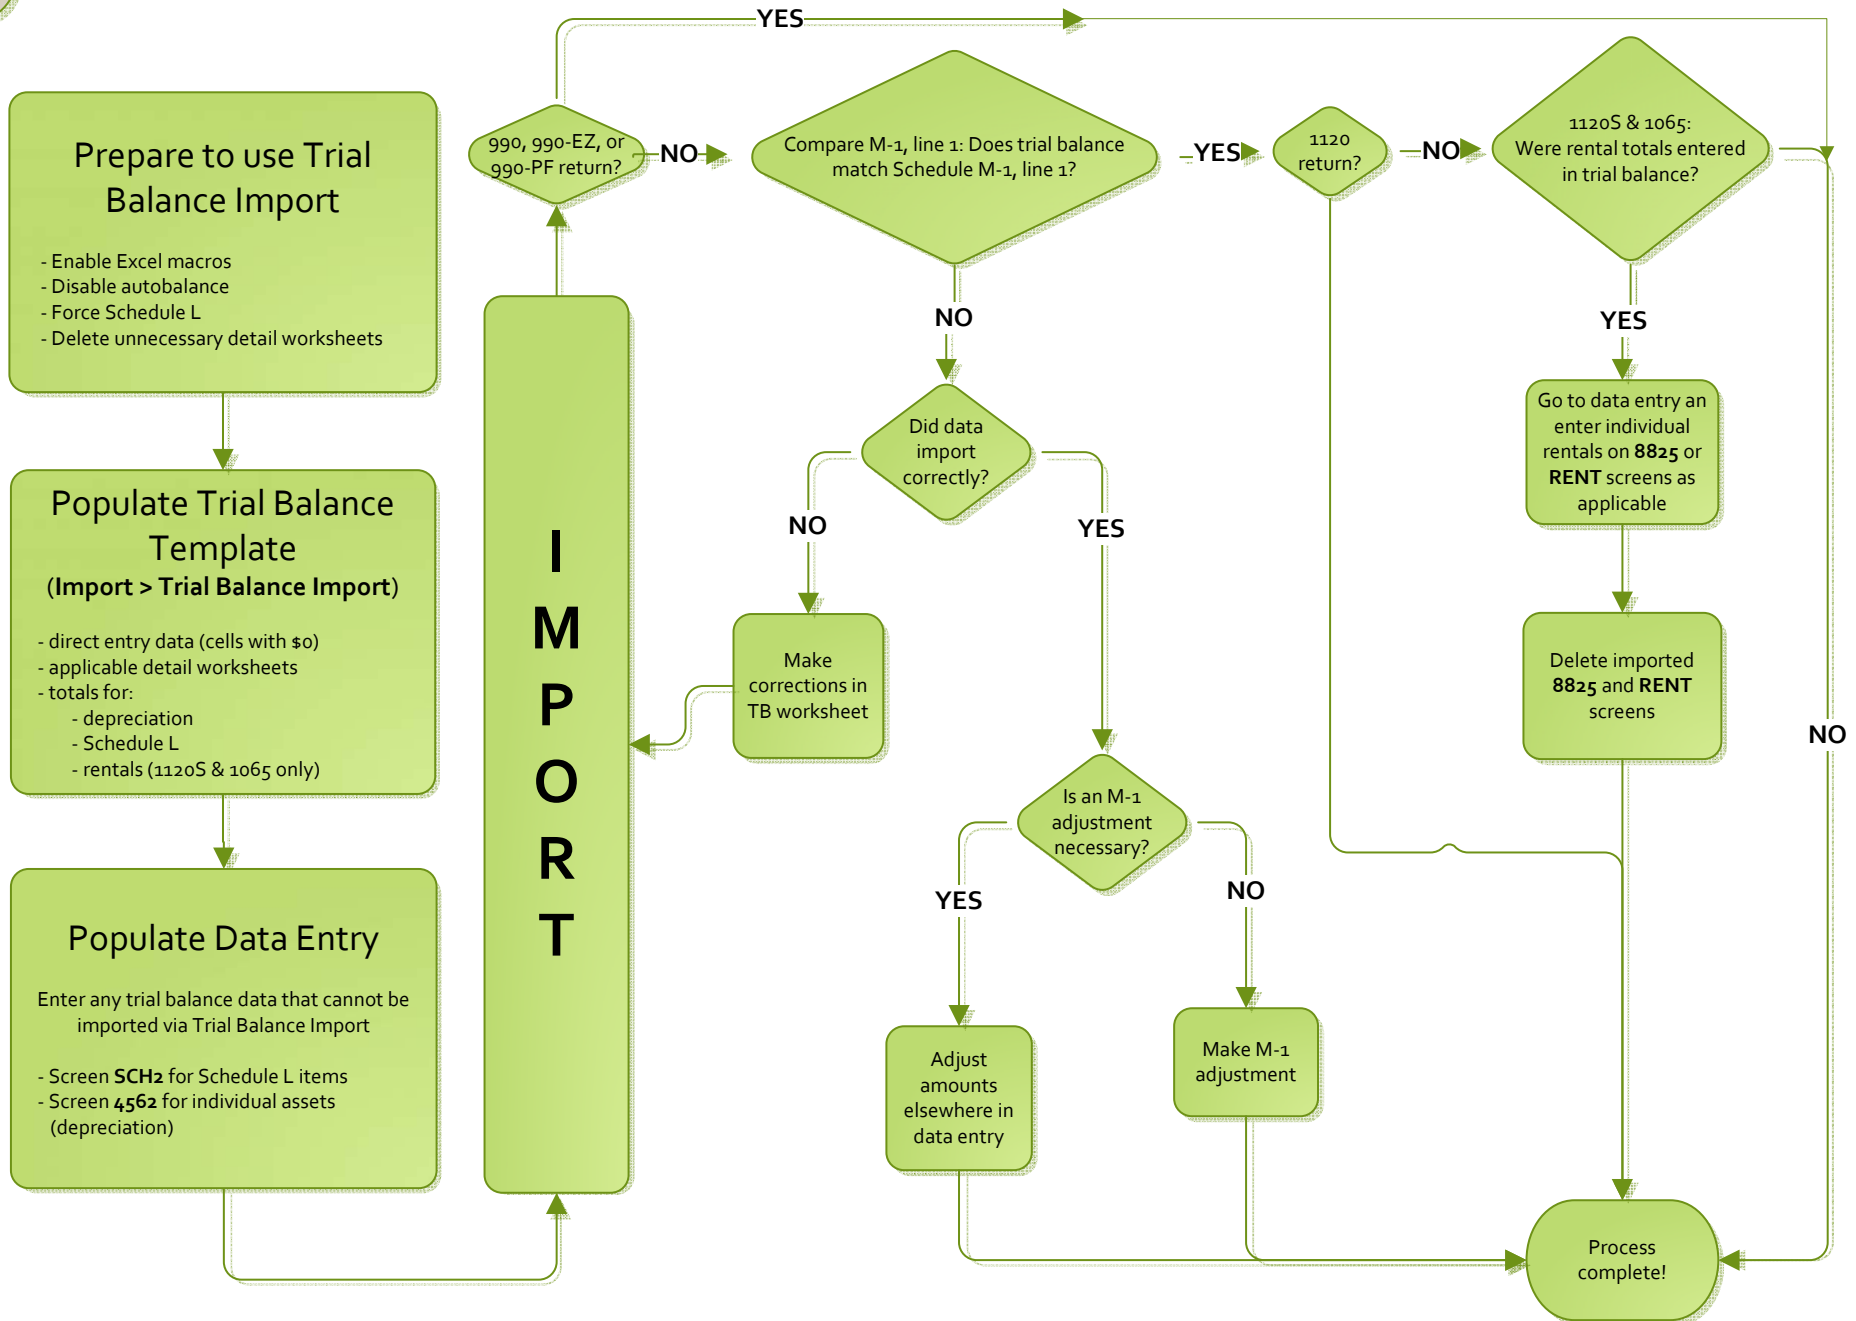 Prepare to use Trial
Balance Import
- Enable Excel macros
- Disable autobalance
- Force Schedule L
- Delete unnecessary detail worksheets
Populate Trial Balance
Template
(Import > Trial Balance Import)
- direct entry data (cells with $0)
- applicable detail worksheets
- totals for:
- depreciation
- Schedule L
- rentals (1120S & 1065 only)
Populate Data Entry
Enter any trial balance data that cannot be
imported via Trial Balance Import
- Screen SCH2 for Schedule L items
- Screen 4562 for individual assets
(depreciation)
I
M
P
O
R
T
990, 990-EZ, or
990-PF return?
YES
NO
Compare M-1, line 1: Does trial balance
match Schedule M-1, line 1?
YES
NO
1120
return?
NO
1120S & 1065:
Were rental totals entered
in trial balance?
YES
NO
Go to data entry an
enter individual
rentals on 8825 or
RENT screens as
applicable
Delete imported
8825 and RENT
screens
Did data
import
correctly?
NO
YES
Make
corrections in
TB worksheet
Is an M-1
adjustment
necessary?
YES
NO
Adjust
amounts
elsewhere in
data entry
Make M-1
adjustment
Process
complete!